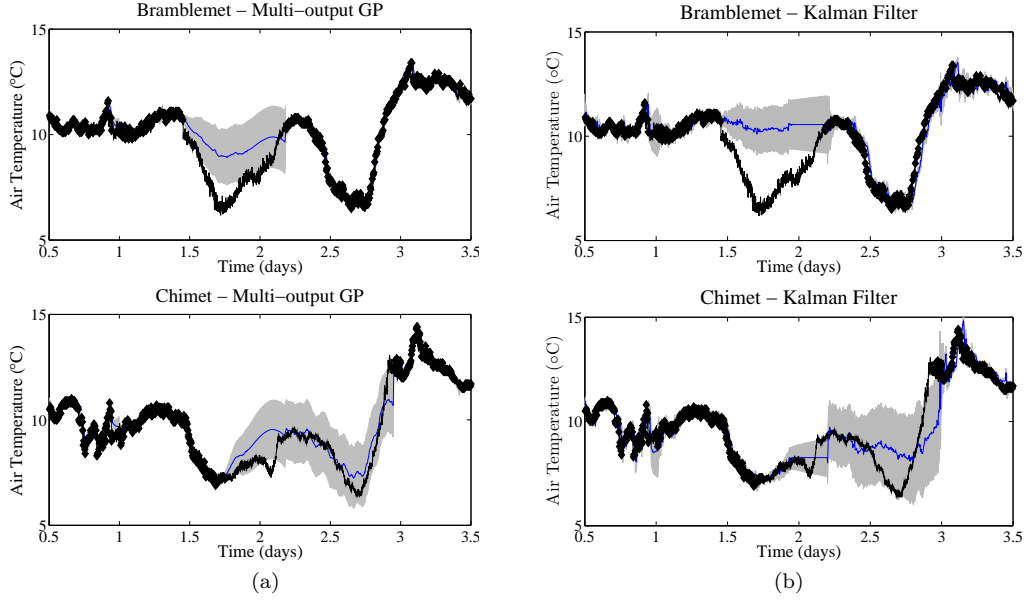 Bramblemet – Multi–output GP
15
10
5
0.5 1 1.5 2 2.5 3 3.5
Air Temperature (°C)
Time (days)
Bramblemet – Kalman Filter
15
10
5
0.5 1 1.5 2 2.5 3 3.5
Air Temperature (∘C)
Time (days)
Chimet – Multi–output GP
15
10
5
0.5 1 1.5 2 2.5 3 3.5
Air Temperature (°C)
Time (days)
(a)
Chimet – Kalman Filter
15
10
5
0.5 1 1.5 2 2.5 3 3.5
Air Temperature (∘C)
Time (days)
(b)